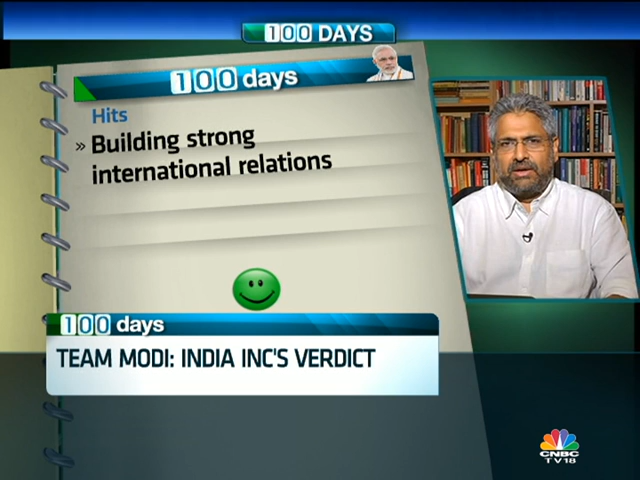 100 DAYS
100 days
Hits
» Building strong
international relations
100 days
TEAM MODI: INDIA INC'S VERDICT
CNBC
TV18